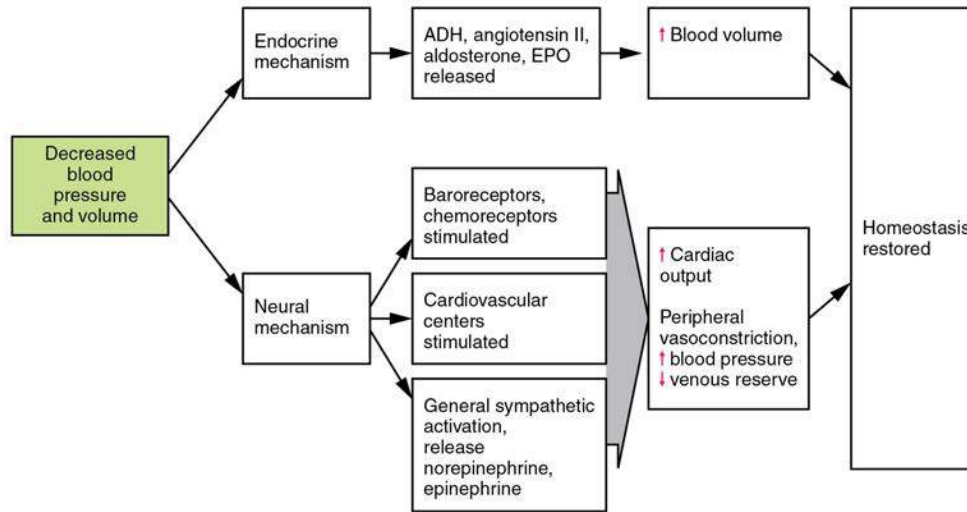 Decreased
blood
pressure
and volume
Endocrine
mechanism
ADH, angiotensin II,
aldosterone, EPO
released
↑ Blood volume
Neural
mechanism
Baroreceptors,
chemoreceptors
stimulated
Cardiovascular
centers
stimulated
General sympathetic
activation,
release
norepinephrine,
epinephrine
↑ Cardiac
output
Peripheral
vasoconstriction,
↑ blood pressure
↓ venous reserve
Homeostasis
restored